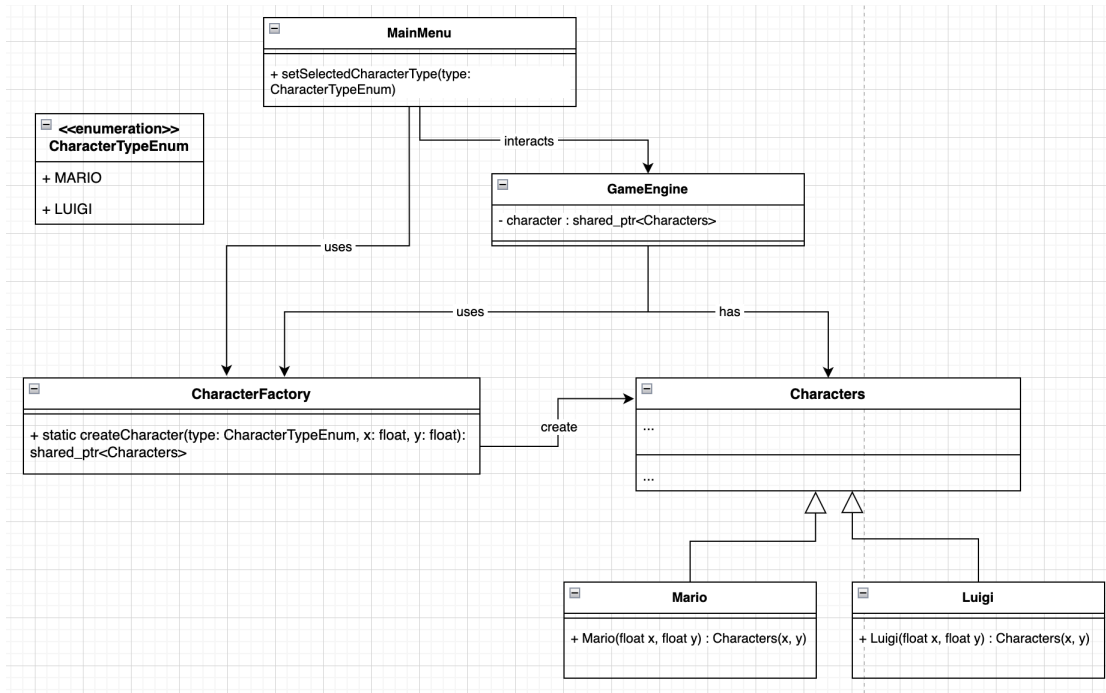 MainMenu
+ setSelectedCharacterType(type:
CharacterTypeEnum)
<<enumeration>>
CharacterTypeEnum
+ MARIO
+ LUIGI
interacts
GameEngine
- character : shared_ptr<Characters>
uses
uses
has
CharacterFactory
+ static createCharacter(type: CharacterTypeEnum, x: float, y: float):
shared_ptr<Characters>
create
Characters
...
...
Mario
+ Mario(float x, float y) : Characters(x, y)
Luigi
+ Luigi(float x, float y) : Characters(x, y)